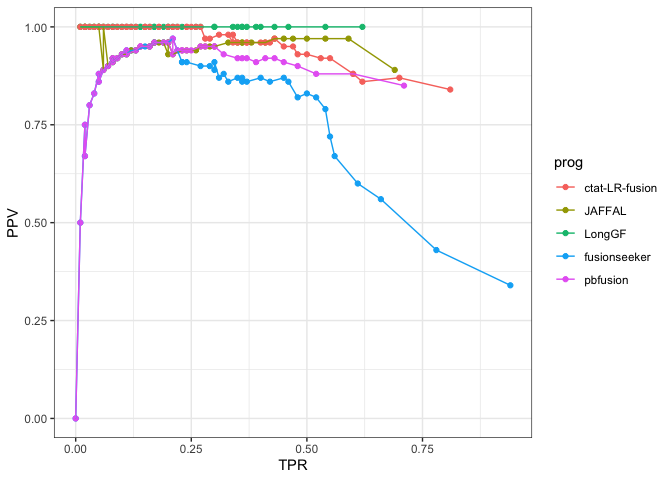 1.00
0.75
0.50
0.25
0.00
PPV
0.00 0.25 0.50 0.75
TPR
prog
ctat-LR-fusion
JAFFAL
LongGF
fusionseeker
pbfusion